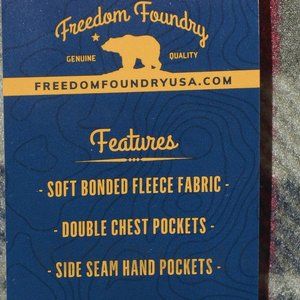 Freedom Foundry
GENUINE QUALITY
FREEDOMFOUNDRYUSA.COM
Features
- SOFT BONDED FLEECE FABRIC -
- DOUBLE CHEST POCKETS -
- SIDE SEAM HAND POCKETS -